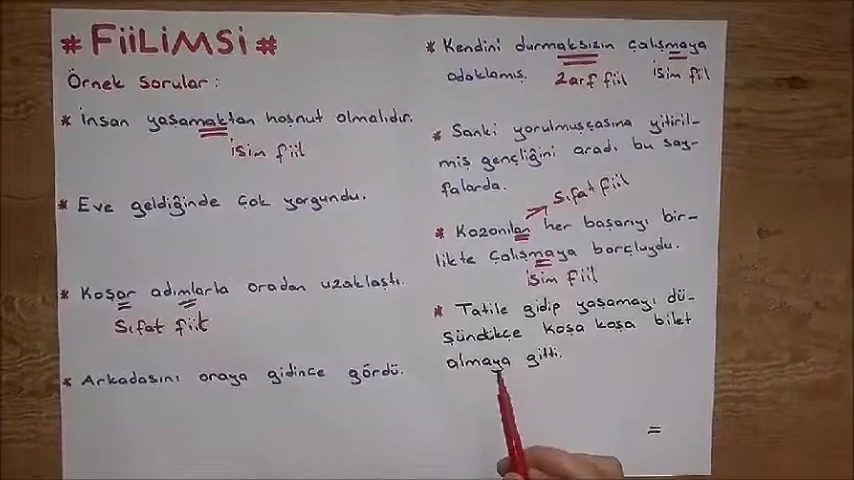 * FiiLiMSi *
Örnek Sorular:
* İnsan yaşamaktan hoşnut olmalıdır.
isim fiil
* Eve geldiğinde çok yorgundu.
* Koşar adımlarla oradan uzaklaştı.
Sıfat fiil
* Arkadasını oraya gidince gördü.
* Kendini durmaksızın çalışmaya
odaklamış. Zarf fiil isim fiil
* Sanki yorulmuşçasına yitiril-
miş gençliğini aradı bu say-
falarda.
Sıfat fiil
* Kazanılan her başarıyı bir-
likte çalışmaya borçluydu.
isim fiil
* Tatile gidip yaşamayı dü-
şündükçe koşa koşa bilet
almaya gitti.
=